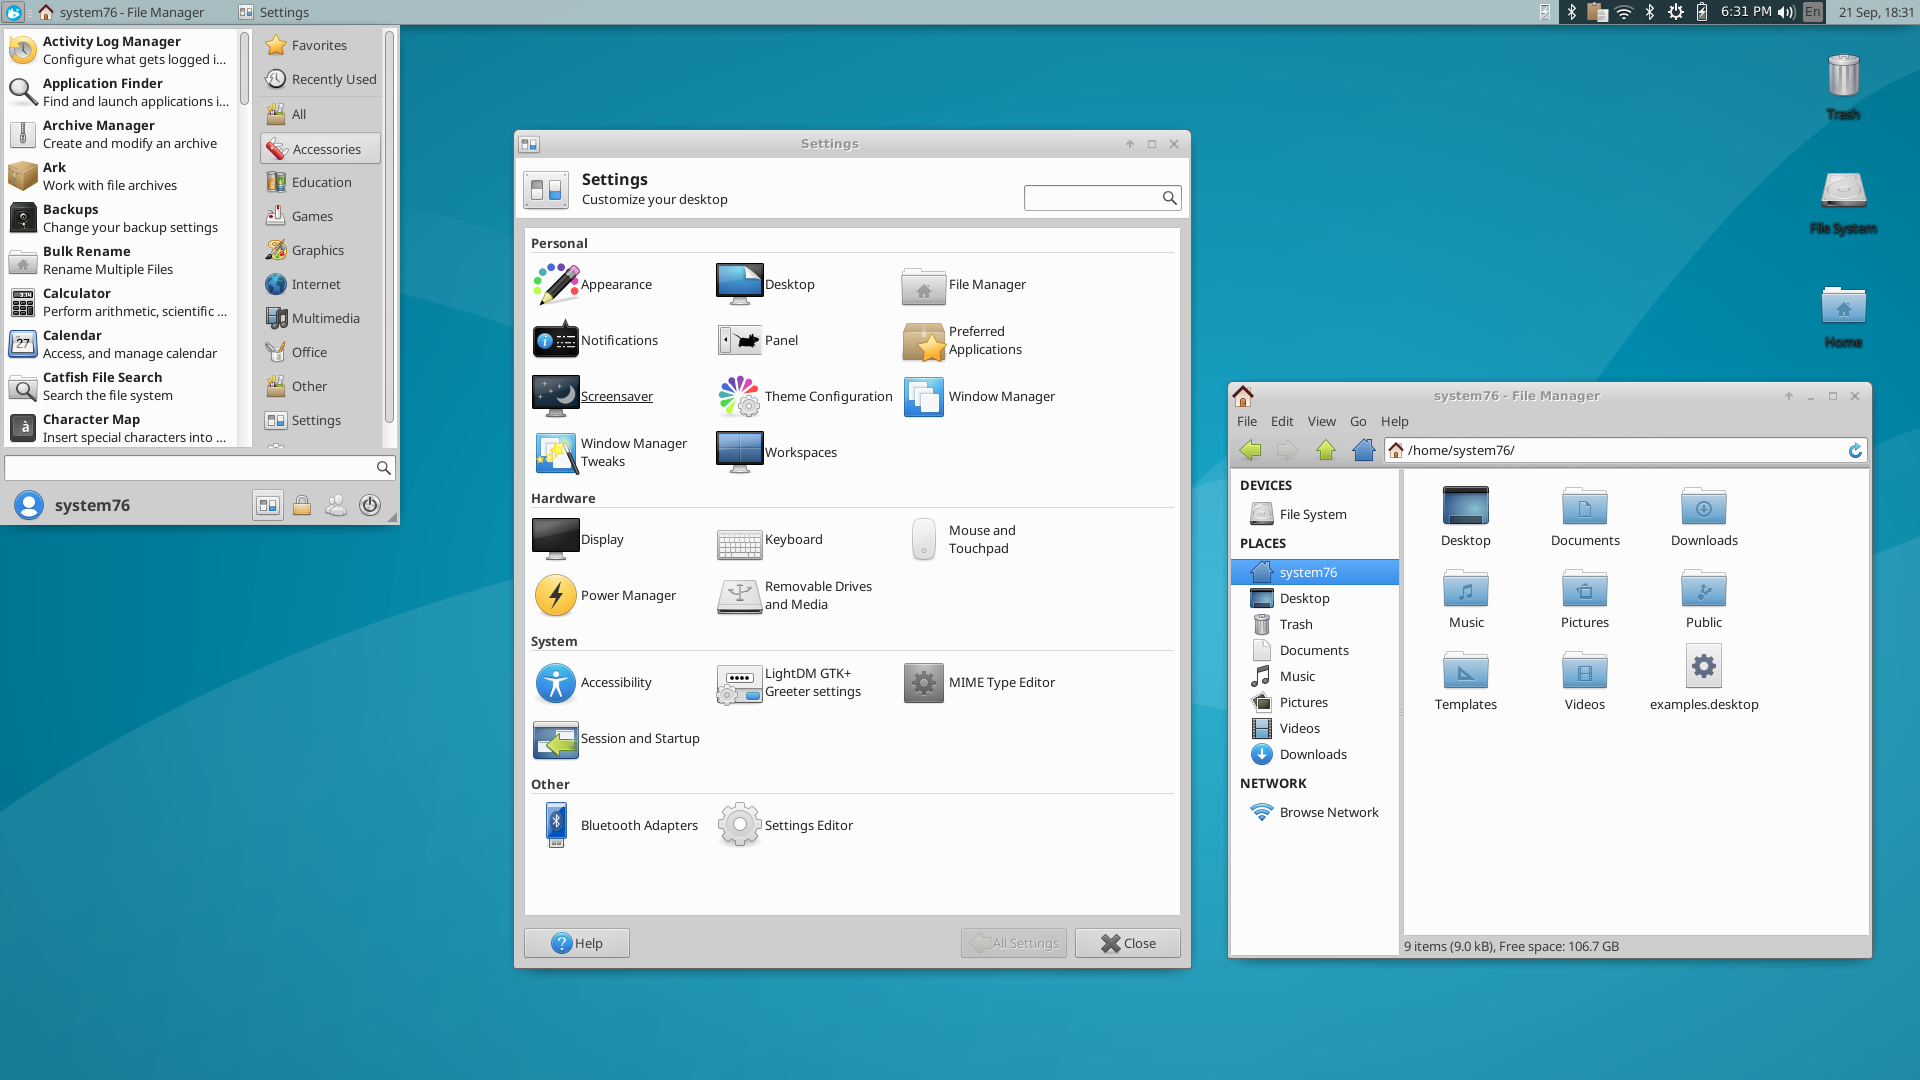 system76 - File Manager
Settings
6:31 PM
En
21 Sep, 18:31
Activity Log Manager
Configure what gets logged i...
Application Finder
Find and launch applications i...
Archive Manager
Create and modify an archive
Ark
Work with file archives
Backups
Change your backup settings
Bulk Rename
Rename Multiple Files
Calculator
Perform arithmetic, scientific ...
Calendar
Access, and manage calendar
Catfish File Search
Search the file system
Character Map
Insert special characters into ...
Favorites
Recently Used
All
Accessories
Education
Games
Graphics
Internet
Multimedia
Office
Other
Settings
system76
Settings
Settings
Customize your desktop
Personal
Appearance
Desktop
File Manager
Notifications
Panel
Preferred
Applications
Screensaver
Theme Configuration
Window Manager
Window Manager
Tweaks
Workspaces
Hardware
Display
Keyboard
Mouse and
Touchpad
Power Manager
Removable Drives
and Media
System
Accessibility
LightDM GTK+
Greeter settings
MIME Type Editor
Session and Startup
Other
Bluetooth Adapters
Settings Editor
Help
All Settings
Close
Trash
File System
Home
system76 - File Manager
File
Edit
View
Go
Help
/home/system76/
DEVICES
File System
PLACES
system76
Desktop
Trash
Documents
Music
Pictures
Videos
Downloads
NETWORK
Browse Network
Desktop
Documents
Downloads
Music
Pictures
Public
Templates
Videos
examples.desktop
9 items (9.0 kB), Free space: 106.7 GB